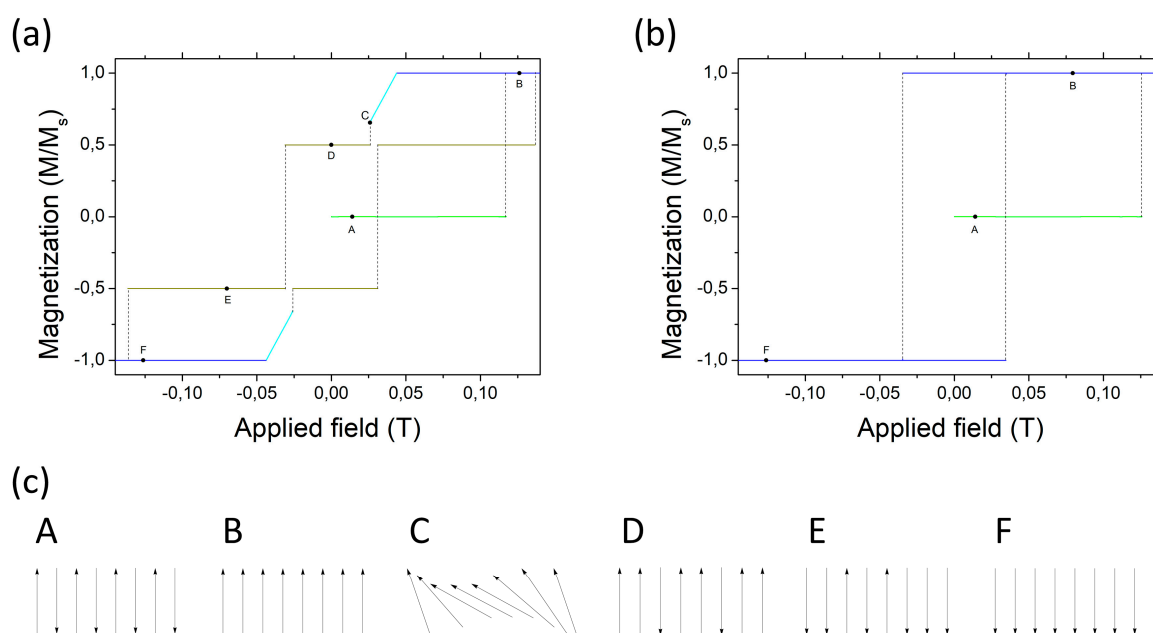 (a)
Magnetization (M/Ms)
1,0
0,5
0,0
-0,5
-1,0
-0,10
-0,05
0,00
0,05
0,10
Applied field (T)
A
B
C
D
E
F
(b)
Magnetization (M/Ms)
1,0
0,5
0,0
-0,5
-1,0
-0,10
-0,05
0,00
0,05
0,10
Applied field (T)
A
B
F
(c)
A B C D E F